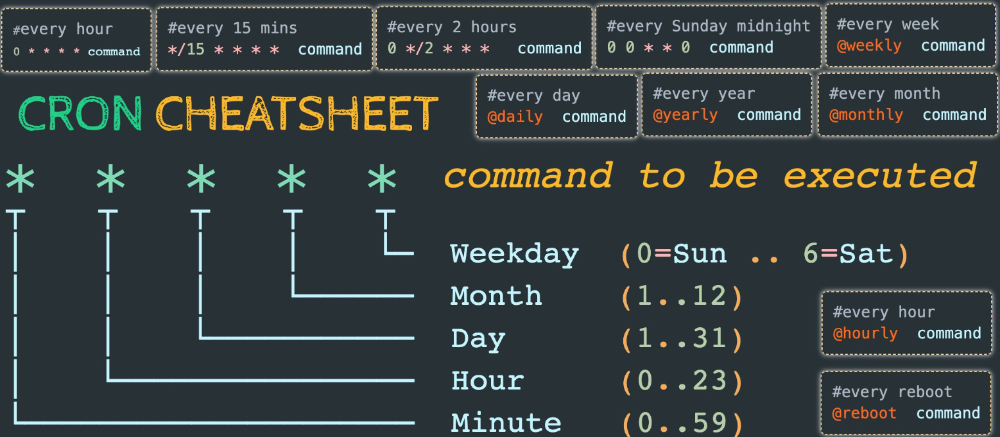 #every hour
0 * * * * command
#every 15 mins
*/15 * * * * command
#every 2 hours
0 */2 * * * command
#every Sunday midnight
0 0 * * 0 command
#every week
@weekly command
CRON CHEATSHEET
#every day
@daily command
#every year
@yearly command
#every month
@monthly command
* * * * * command to be executed
Weekday (0=Sun .. 6=Sat)
Month (1..12)
Day (1..31)
Hour (0..23)
Minute (0..59)
#every hour
@hourly command
#every reboot
@reboot command